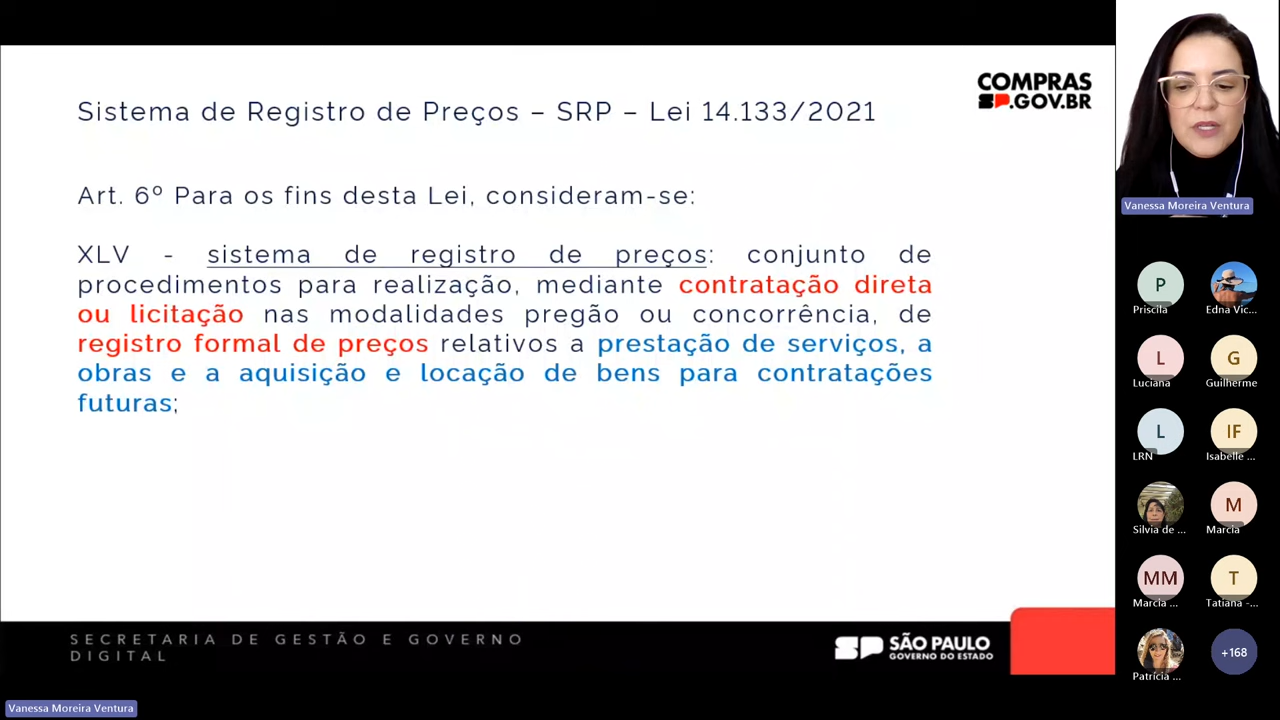 COMPRAS
SP.GOV.BR
Sistema de Registro de Preços – SRP – Lei 14.133/2021
Art. 6º Para os fins desta Lei, consideram-se:
XLV - sistema de registro de preços: conjunto de
procedimentos para realização, mediante contratação direta
ou licitação nas modalidades pregão ou concorrência, de
registro formal de preços relativos a prestação de serviços, a
obras e a aquisição e locação de bens para contratações
futuras;
SECRETARIA DE GESTÃO E GOVERNO
DIGITAL
SP SÃO PAULO
GOVERNO DO ESTADO
Vanessa Moreira Ventura
Vanessa Moreira Ventura
P
Priscila
Edna Vic...
L
Luciana
G
Guilherme
L
LRN
IF
Isabelle ...
Silvia de ...
M
Marcia
MM
Marcia ...
T
Tatiana -...
Patrícia ...
+168